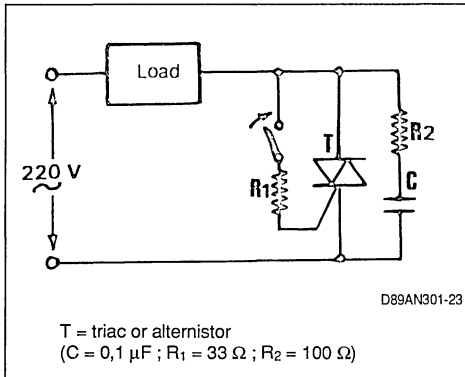 Load
220 V
T
R2
R1
C
D89AN301-23
T = triac or alternistor
(C = 0,1 µF ; R1 = 33 Ω ; R2 = 100 Ω)